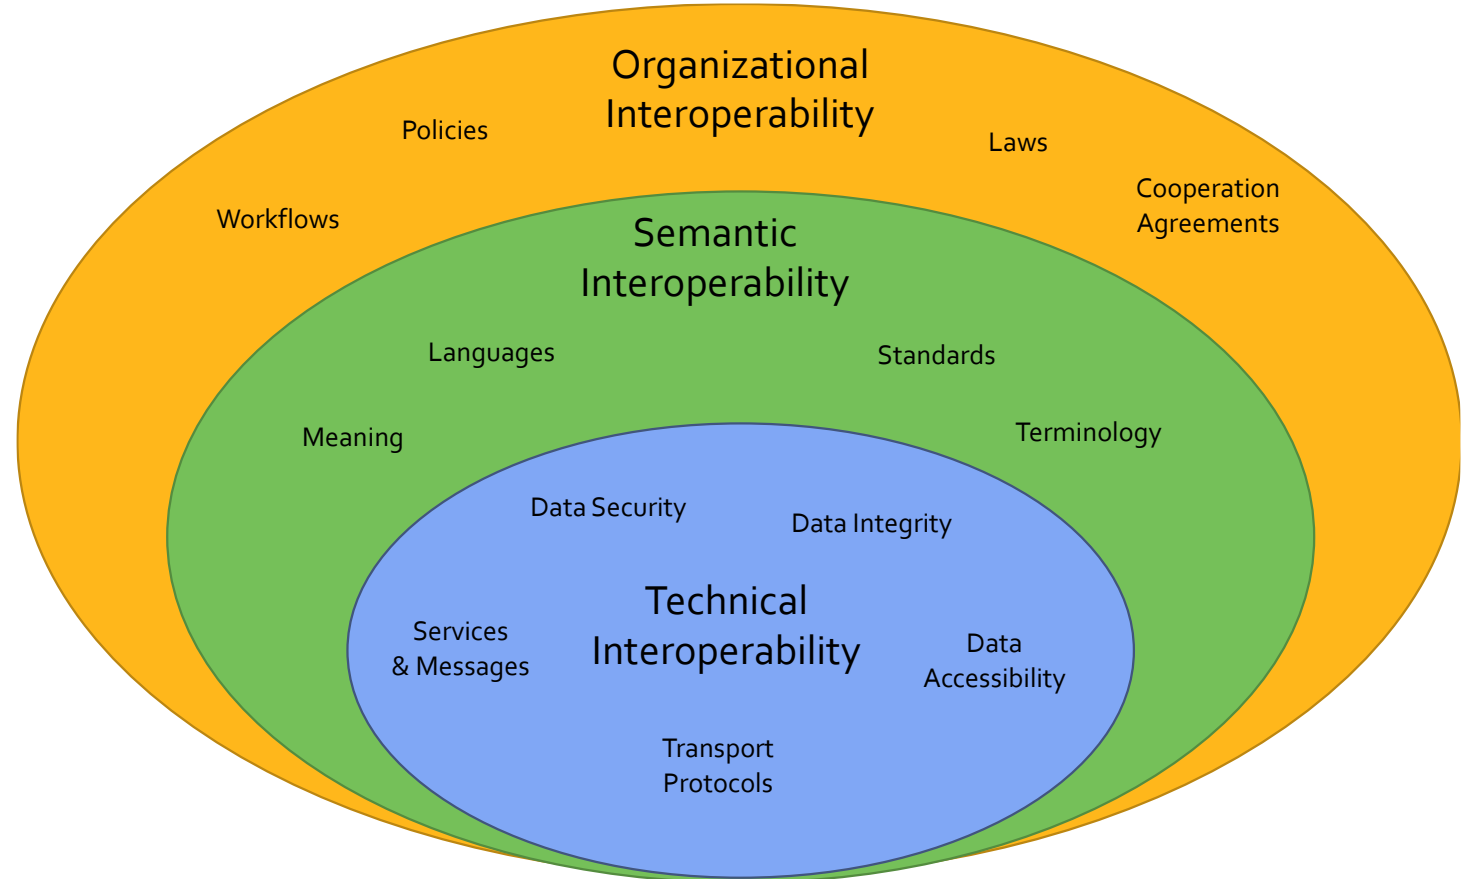 Organizational
Interoperability
Policies
Laws
Cooperation
Agreements
Workflows
Semantic
Interoperability
Languages
Standards
Meaning
Terminology
Data Security
Data Integrity
Technical
Interoperability
Services
& Messages
Data
Accessibility
Transport
Protocols